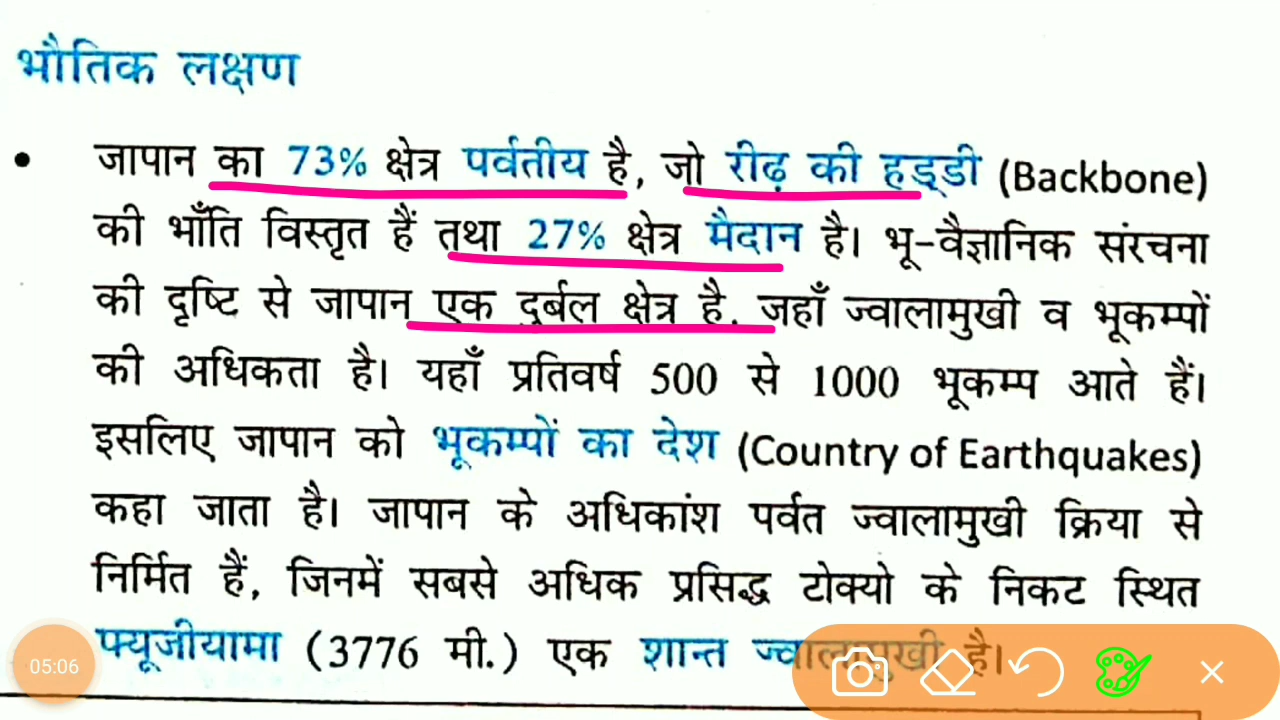 भौतिक लक्षण
• जापान का 73% क्षेत्र पर्वतीय है, जो रीढ़ की हड्डी (Backbone)
की भाँति विस्तृत हैं तथा 27% क्षेत्र मैदान है। भू-वैज्ञानिक संरचना
की दृष्टि से जापान एक दुर्बल क्षेत्र है, जहाँ ज्वालामुखी व भूकम्पों
की अधिकता है। यहाँ प्रतिवर्ष 500 से 1000 भूकम्प आते हैं।
इसलिए जापान को भूकम्पों का देश (Country of Earthquakes)
कहा जाता है। जापान के अधिकांश पर्वत ज्वालामुखी क्रिया से
निर्मित हैं, जिनमें सबसे अधिक प्रसिद्ध टोक्यो के निकट स्थित
फ्यूजीयामा (3776 मी.) एक शान्त ज्वालामुखी है।
05:06